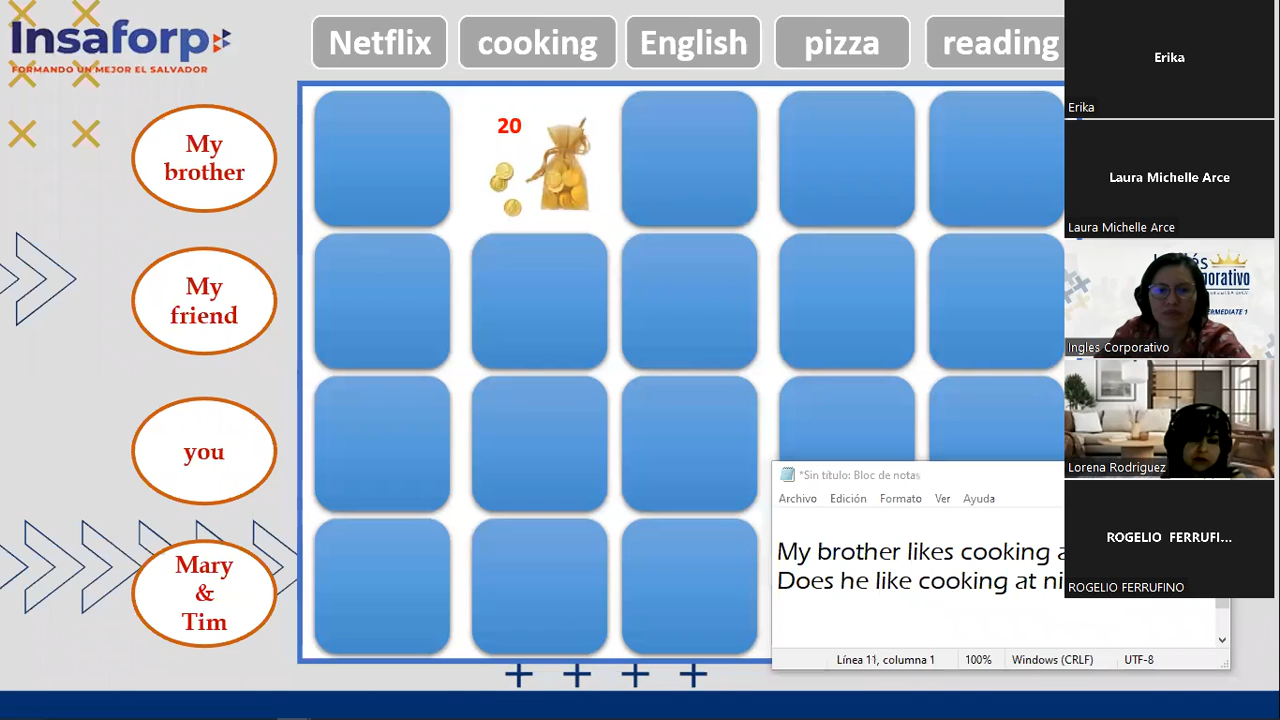 Insaforp
FORMANDO UN MEJOR EL SALVADOR
Netflix
cooking
English
pizza
reading
My
brother
20
My
friend
you
Mary
&
Tim
*Sin título: Bloc de notas
Archivo Edición Formato Ver Ayuda
My brother likes cooking
Does he like cooking at
Línea 11, columna 1 100% Windows (CRLF) UTF-8
Erika
Erika
Laura Michelle Arce
Laura Michelle Arce
Ingles Corporativo
Lorena Rodriguez
ROGELIO FERRUFI...
ROGELIO FERRUFINO